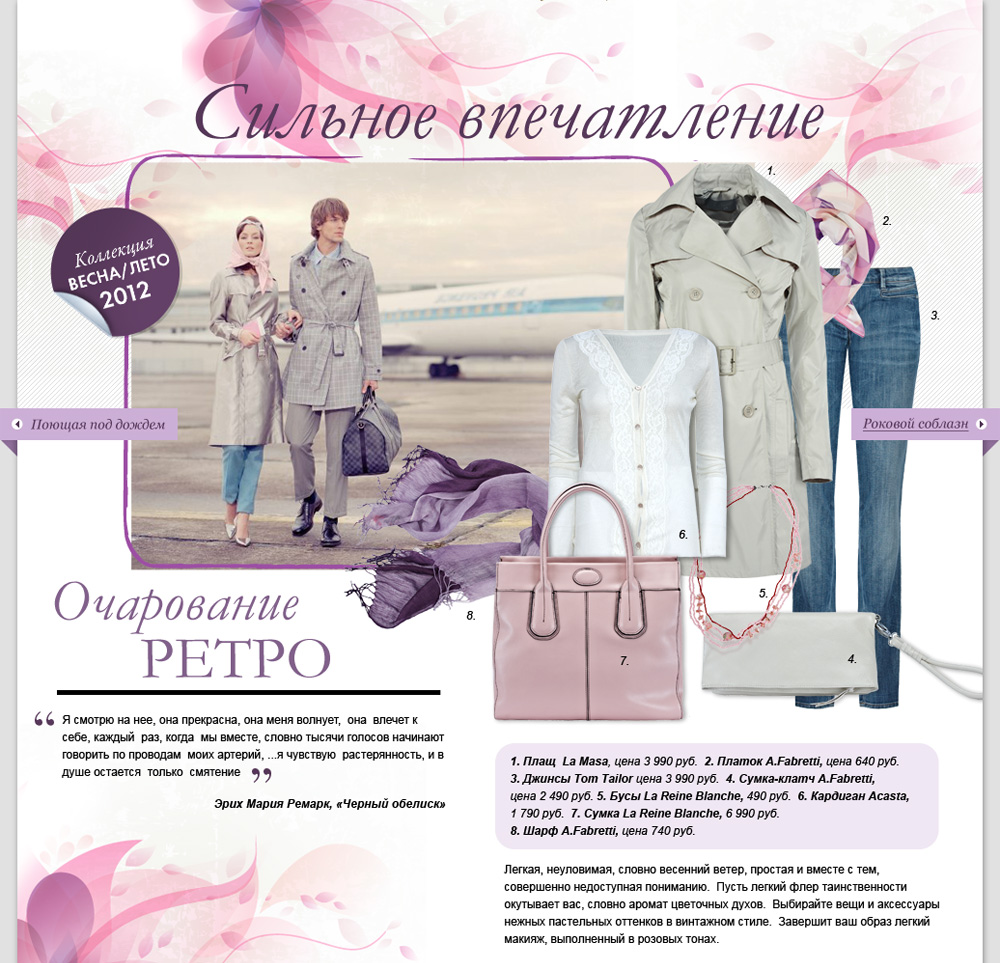 Сильное впечатление
Коллекция
ВЕСНА/ЛЕТО
2012
1.
2.
3.
Поющая под дождем
Роковой соблазн
6.
5.
8.
7.
4.
Очарование
РЕТРО
“ Я смотрю на нее, она прекрасна, она меня волнует, она влечет к
себе, каждый раз, когда мы вместе, словно тысячи голосов начинают
говорить по проводам моих артерий, ...я чувствую растерянность, и в
душе остается только смятение ”
Эрих Мария Ремарк, «Черный обелиск»
1. Плащ La Masa, цена 3 990 руб. 2. Платок A.Fabretti, цена 640 руб.
3. Джинсы Tom Tailor цена 3 990 руб. 4. Сумка-клатч A.Fabretti,
цена 2 490 руб. 5. Бусы La Reine Blanche, 490 руб. 6. Кардиган Acasta,
1 790 руб. 7. Сумка La Reine Blanche, 6 990 руб.
8. Шарф A.Fabretti, цена 740 руб.
Легкая, неуловимая, словно весенний ветер, простая и вместе с тем,
совершенно недоступная пониманию. Пусть легкий флер таинственности
окутывает вас, словно аромат цветочных духов. Выбирайте вещи и аксессуары
нежных пастельных оттенков в винтажном стиле. Завершит ваш образ легкий
макияж, выполненный в розовых тонах.